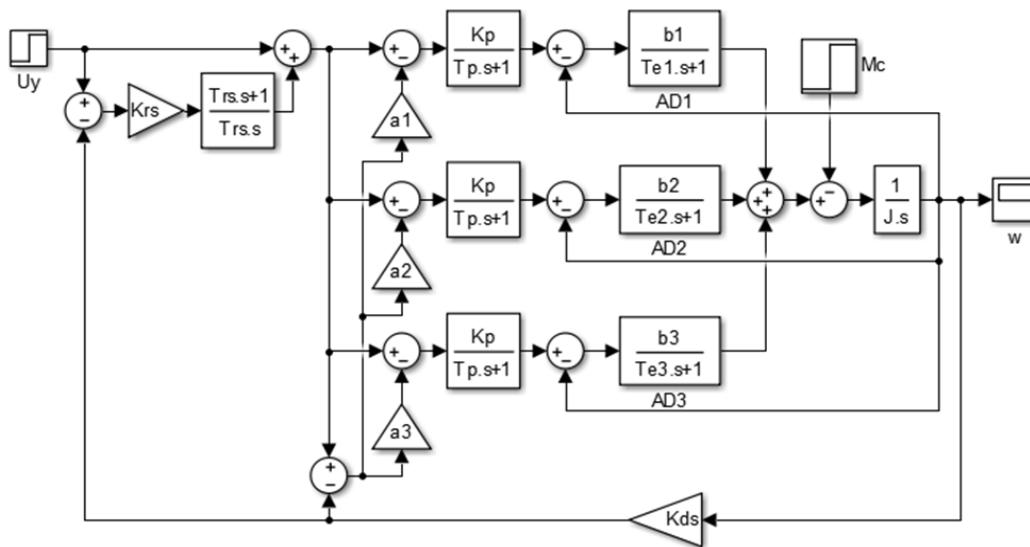 Uy
Krs
Trs.s+1
Trs.s
a1
Kp
Tp.s+1
b1
Te1.s+1
AD1
Mc
a2
Kp
Tp.s+1
b2
Te2.s+1
AD2
1
J.s
w
a3
Kp
Tp.s+1
b3
Te3.s+1
AD3
Kds